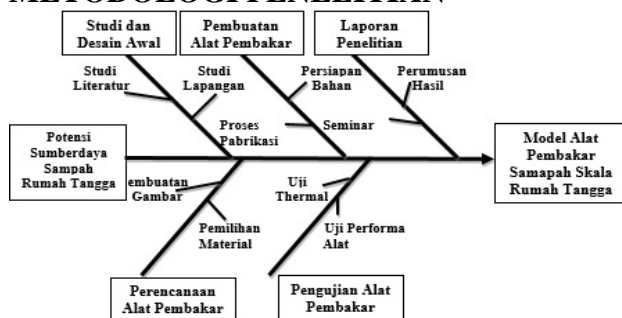 METODOLOGI PENELITIAN
Studi dan
Desain Awal
Pembuatan
Alat Pembakar
Laporan
Penelitian
Studi
Literatur
Studi
Lapangan
Persiapan
Bahan
Perumusan
Hasil
Proses
Pabrikasi
Seminar
Potensi
Sumberdaya
Sampah
Rumah Tangga
Model Alat
Pembakar
Samapah Skala
Rumah Tangga
embuatan
Gambar
Uji
Thermal
Pemilihan
Material
Uji Performa
Alat
Perencanaan
Alat Pembakar
Pengujian Alat
Pembakar